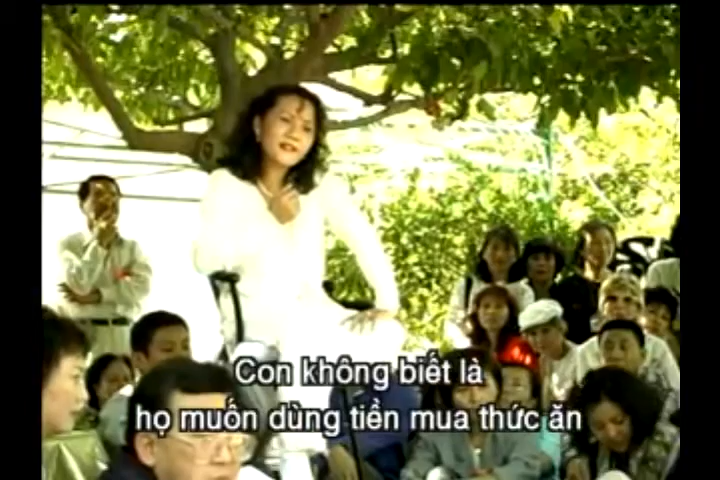 Con không biết là
họ muốn dùng tiền mua thức ăn